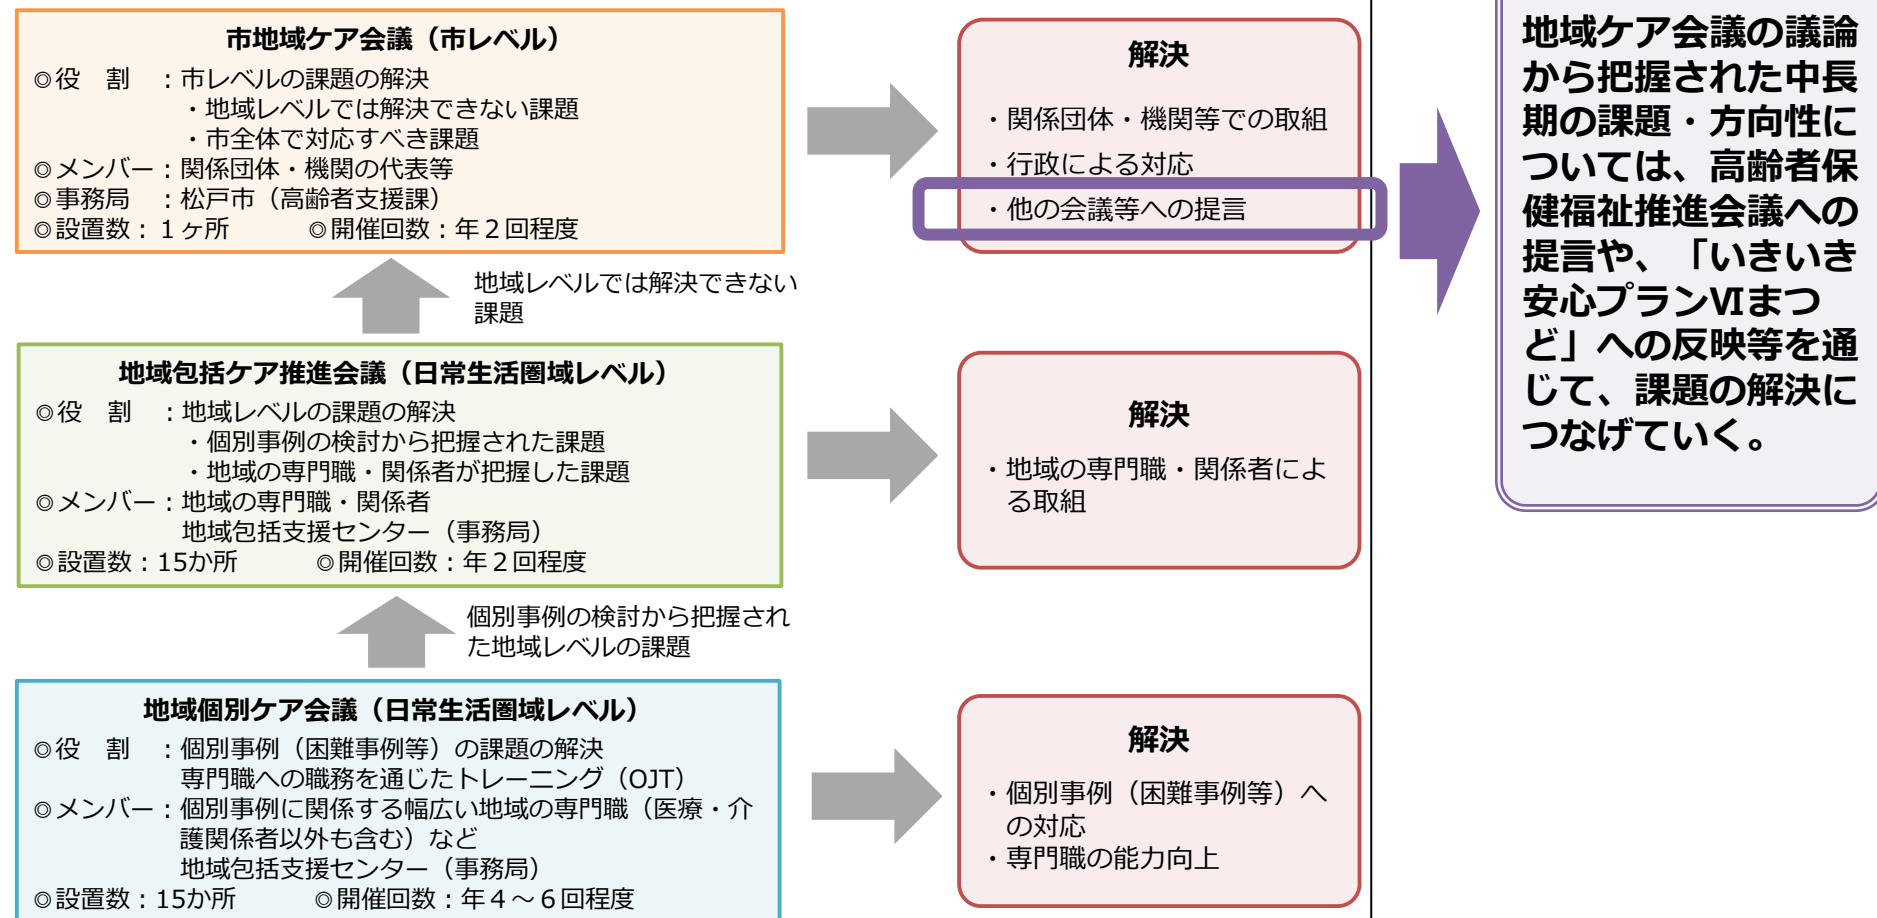 市地域ケア会議（市レベル）
◎役　割　：市レベルの課題の解決
・地域レベルでは解決できない課題
・市全体で対応すべき課題
◎メンバー：関係団体・機関の代表等
◎事務局　：松戸市（高齢者支援課）
◎設置数：１ヶ所　　　◎開催回数：年２回程度
解決
・関係団体・機関等での取組
・行政による対応
・他の会議等への提言
地域レベルでは解決できない
課題
地域包括ケア推進会議（日常生活圏域レベル）
◎役　割　：地域レベルの課題の解決
・個別事例の検討から把握された課題
・地域の専門職・関係者が把握した課題
◎メンバー：地域の専門職・関係者
地域包括支援センター（事務局）
◎設置数：15か所　　　◎開催回数：年２回程度
解決
・地域の専門職・関係者によ
る取組
個別事例の検討から把握され
た地域レベルの課題
地域個別ケア会議（日常生活圏域レベル）
◎役　割　：個別事例（困難事例等）の課題の解決
専門職への職務を通じたトレーニング（OJT）
◎メンバー：個別事例に関係する幅広い地域の専門職（医療・介
護関係者以外も含む）など
地域包括支援センター（事務局）
◎設置数：15か所　　　◎開催回数：年４～６回程度
解決
・個別事例（困難事例等）へ
の対応
・専門職の能力向上
地域ケア会議の議論
から把握された中長
期の課題・方向性に
ついては、高齢者保
健福祉推進会議への
提言や、「いきいき
安心プランⅥまつ
ど」への反映等を通
じて、課題の解決に
つなげていく。